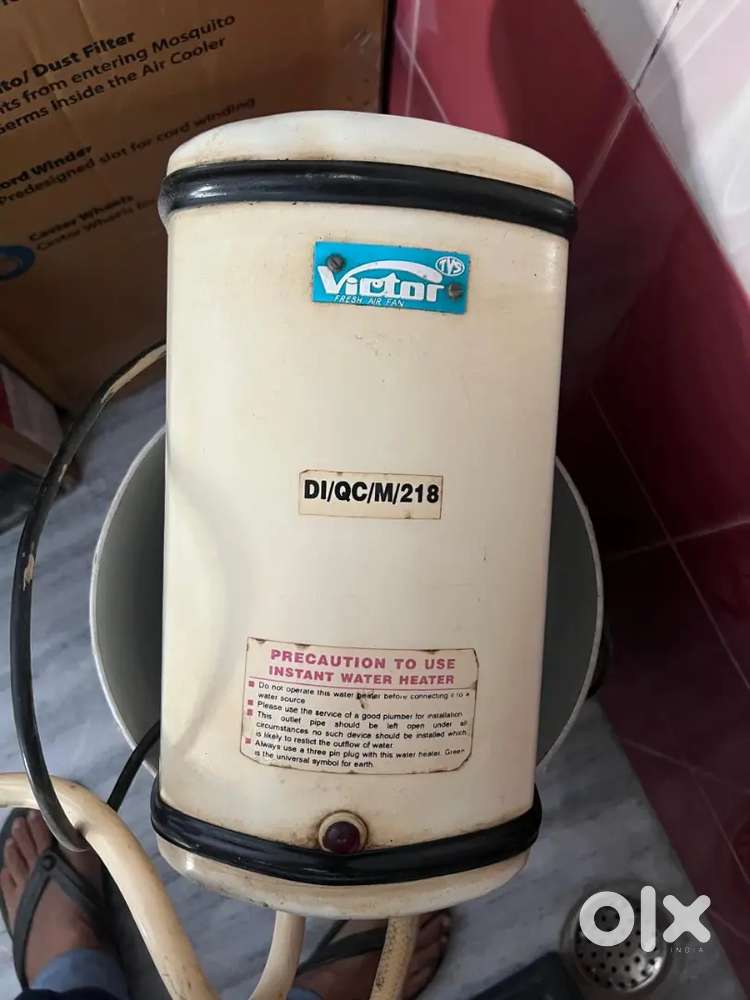 to/ Dust Filter
ts from entering Mosquito
Germs Inside the Air Cooler
Cord Winder
Predesigned slot for cord winding
Caster Wheels
Castor Wheels
TVS
Victor
FRESH AIR FAN
DI/QC/M/218
PRECAUTION TO USE
INSTANT WATER HEATER
Do not operate this water heater before connecting it to a
water source
Please use the service of a good plumber for installation
This outlet pipe should be left open under all
circumstances no such device should be installed which
is likely to restict the outflow of water
Always use a three pin plug with this water heater. Green
is the universal symbol for earth.
olx
INDIA